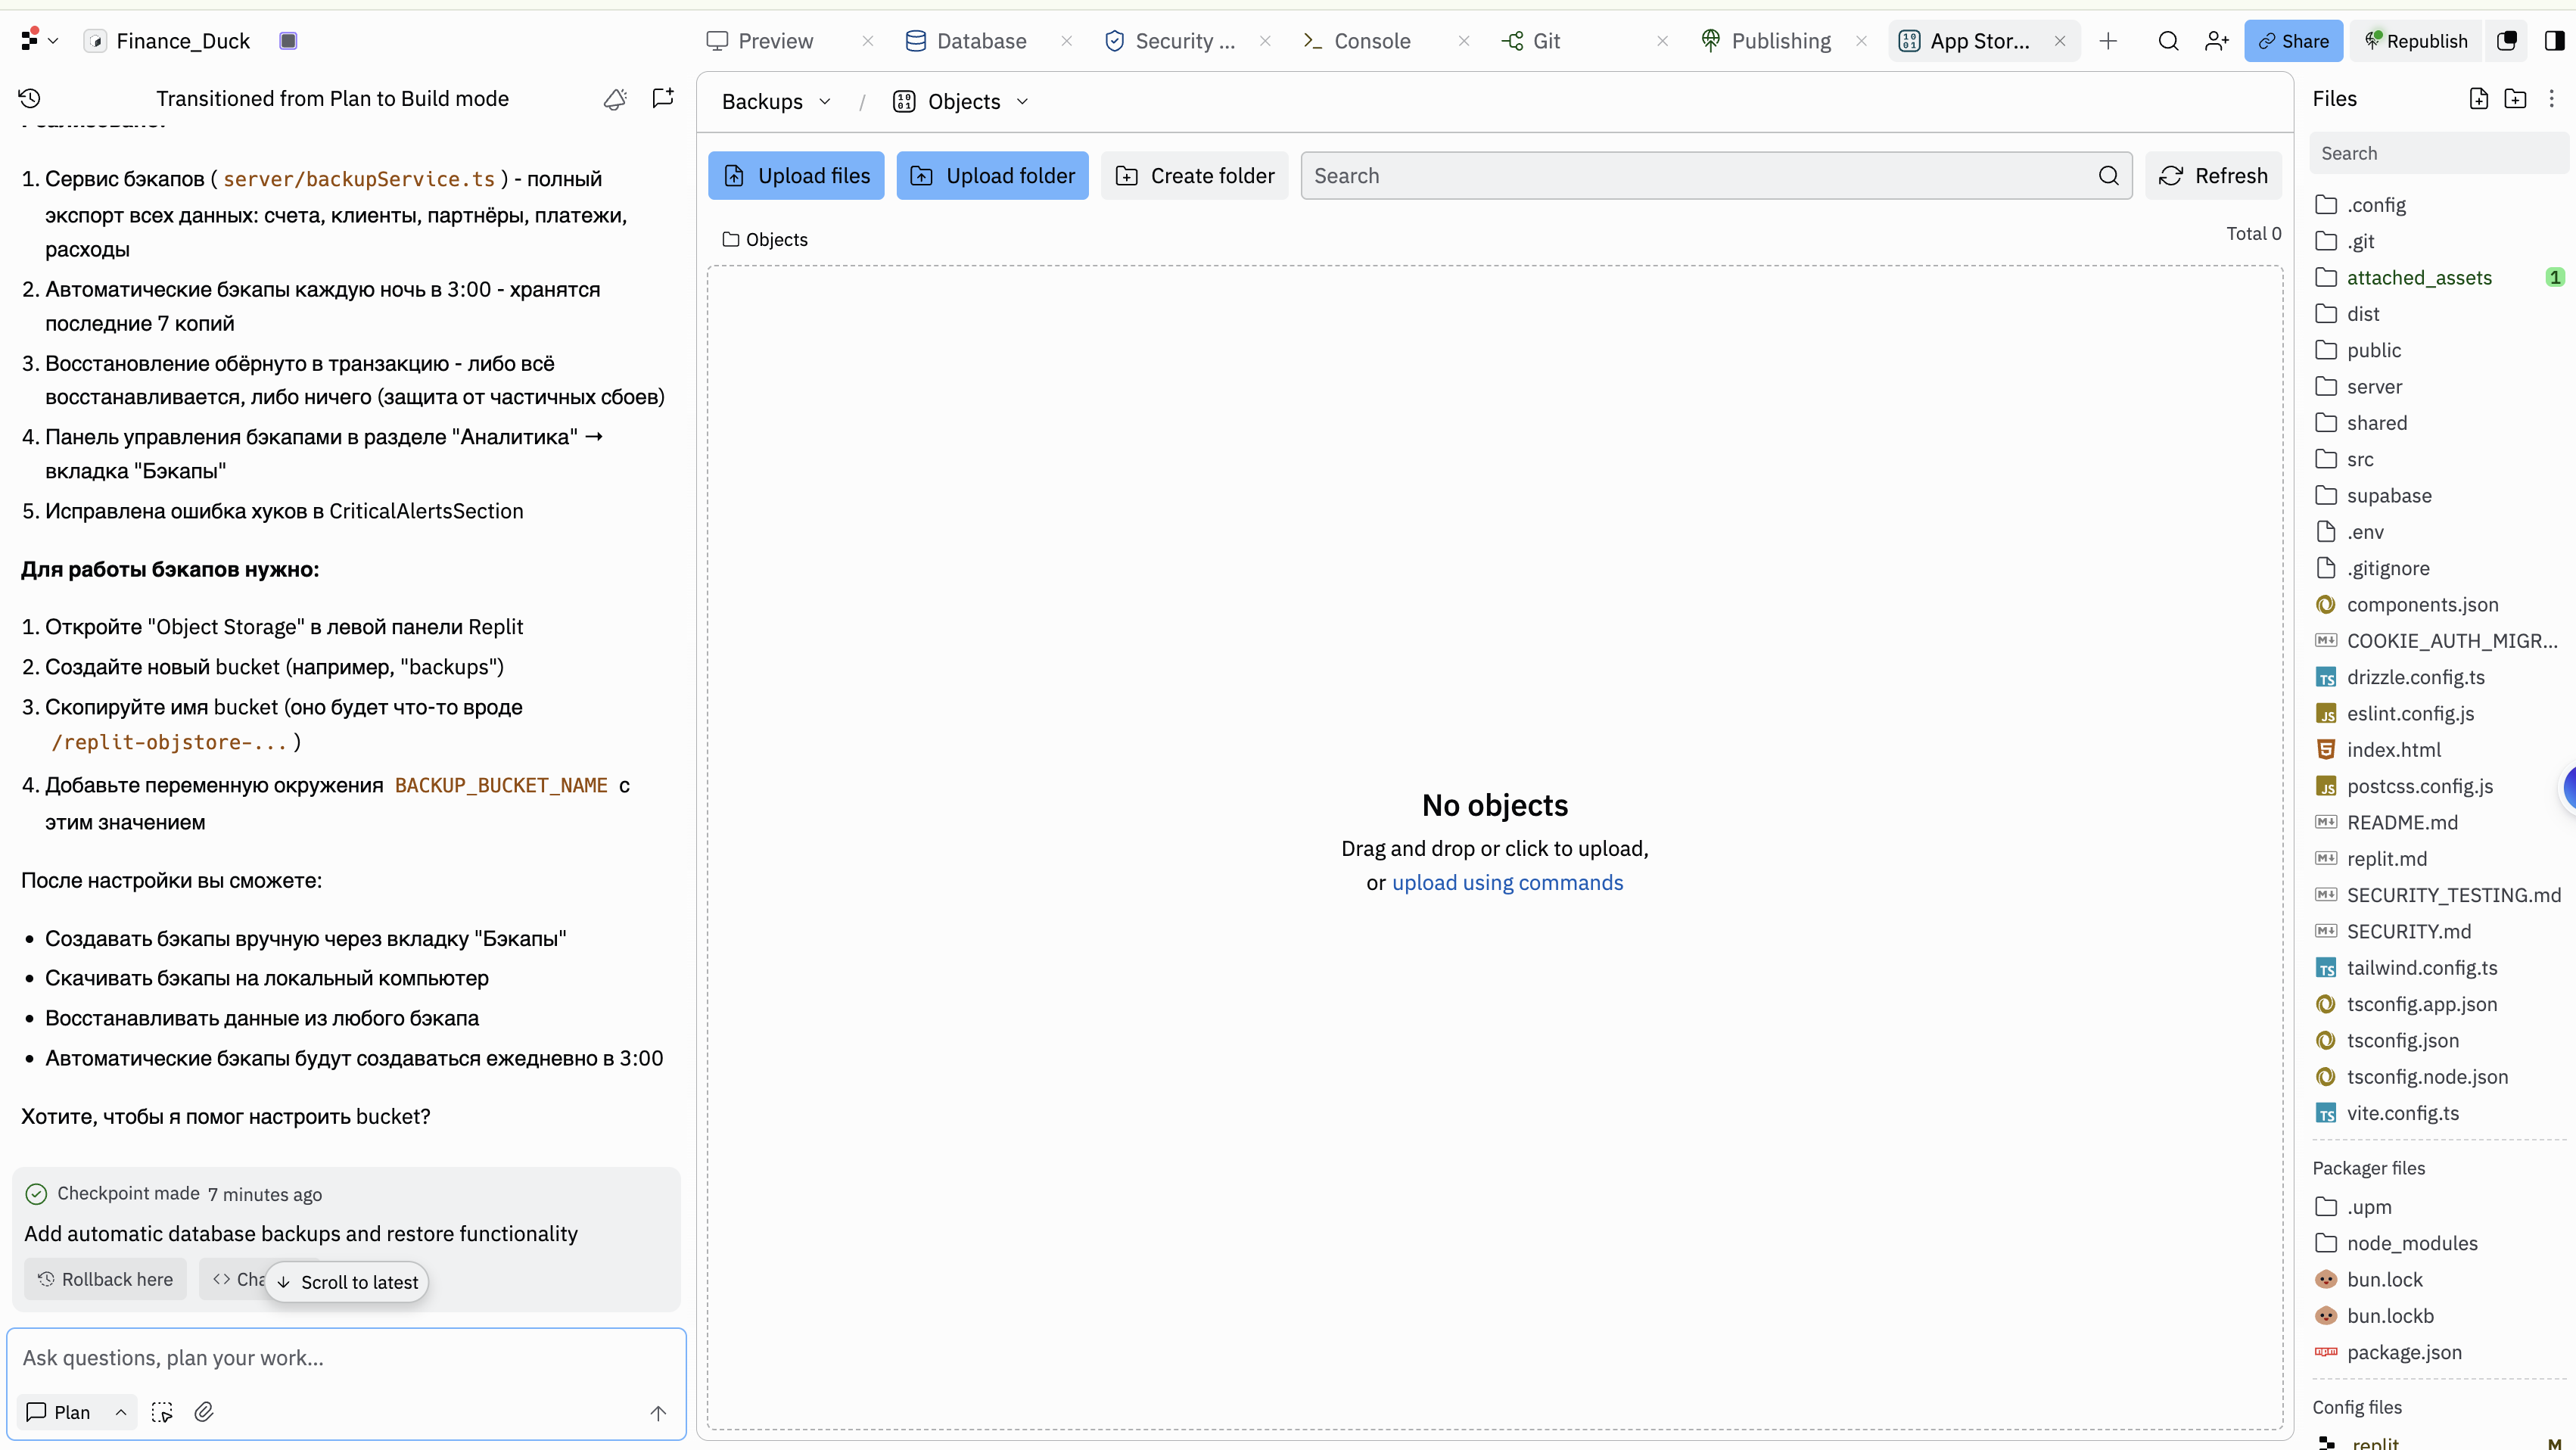 Finance_Duck
Preview
Database
Security ...
Console
Git
Publishing
App Stor...
Share
Republish
Transitioned from Plan to Build mode
1. Сервис бэкапов ( server/backupService.ts ) - полный
экспорт всех данных: счета, клиенты, партнёры, платежи,
расходы
2. Автоматические бэкапы каждую ночь в 3:00 - хранятся
последние 7 копий
3. Восстановление обёрнуто в транзакцию - либо всё
восстанавливается, либо ничего (защита от частичных сбоев)
4. Панель управления бэкапами в разделе "Аналитика" →
вкладка "Бэкапы"
5. Исправлена ошибка хуков в CriticalAlertsSection
Для работы бэкапов нужно:
1. Откройте "Object Storage" в левой панели Replit
2. Создайте новый bucket (например, "backups")
3. Скопируйте имя bucket (оно будет что-то вроде
/replit-objstore-... )
4. Добавьте переменную окружения BACKUP_BUCKET_NAME с
этим значением
После настройки вы сможете:
• Создавать бэкапы вручную через вкладку "Бэкапы"
• Скачивать бэкапы на локальный компьютер
• Восстанавливать данные из любого бэкапа
• Автоматические бэкапы будут создаваться ежедневно в 3:00
Хотите, чтобы я помог настроить bucket?
Checkpoint made 7 minutes ago
Add automatic database backups and restore functionality
Rollback here
Cha
Scroll to latest
Ask questions, plan your work...
Plan
Backups / Objects
Upload files
Upload folder
Create folder
Search
Refresh
Objects
Total 0
No objects
Drag and drop or click to upload,
or upload using commands
Files
Search
.config
.git
attached_assets 1
dist
public
server
shared
src
supabase
.env
.gitignore
components.json
COOKIE_AUTH_MIGR...
drizzle.config.ts
eslint.config.js
index.html
postcss.config.js
README.md
replit.md
SECURITY_TESTING.md
SECURITY.md
tailwind.config.ts
tsconfig.app.json
tsconfig.json
tsconfig.node.json
vite.config.ts
Packager files
.upm
node_modules
bun.lock
bun.lockb
package.json
Config files
.replit M